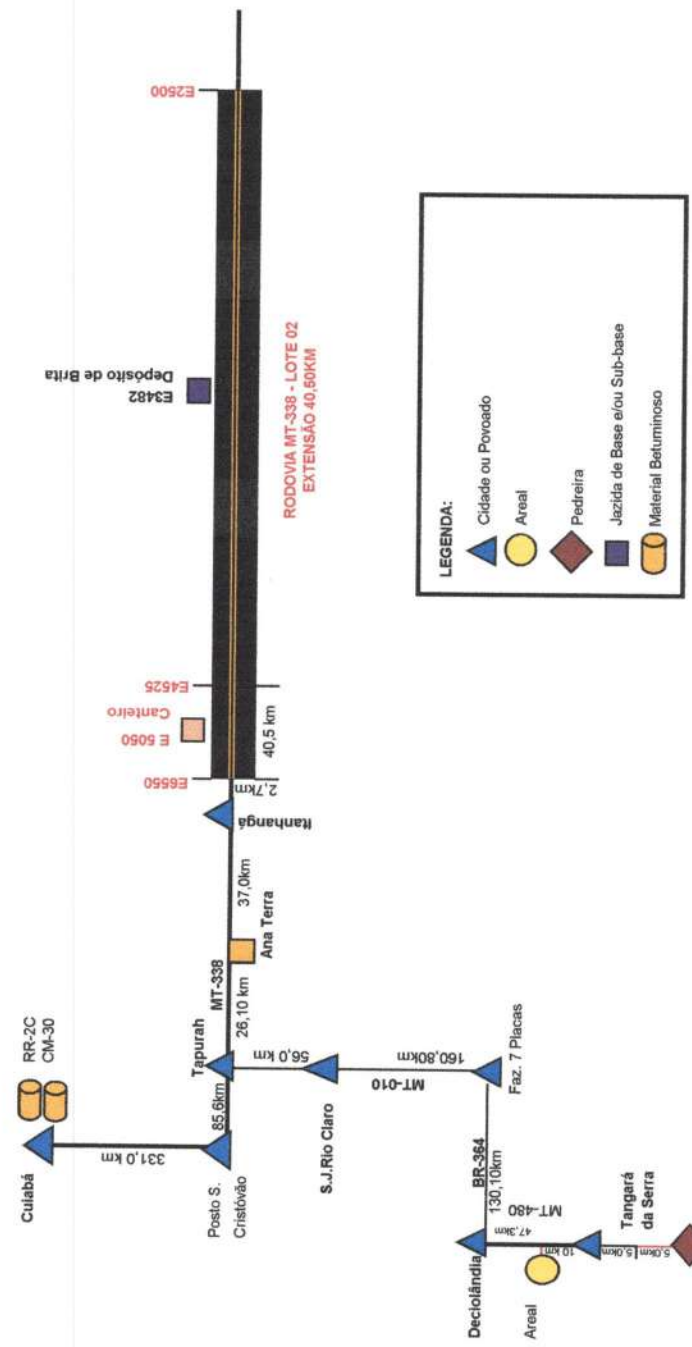 Cuiabá
RR-2C
CM-30
331,0 km
Posto S.
Cristóvão
85,6km
Tapurah
MT-338
26,10 km
Ana Terra
37,0km
Itanhangá
2,7km
E6550
E 5050
Canteiro
E4525
40,5 km
E3482
Depósito de Brita
E2500
RODOVIA MT-338 - LOTE 02
EXTENSÃO 40,50KM
56,0 km
S.J.Rio Claro
MT-010
160,80km
Faz. 7 Placas
BR-364
130,10km
Deciolândia
MT-480
47,3km
Areal
10 km
Tangará
da Serra
5,0km
5,0km
LEGENDA:
Cidade ou Povoado
Areal
Pedreira
Jazida de Base e/ou Sub-base
Material Betuminoso